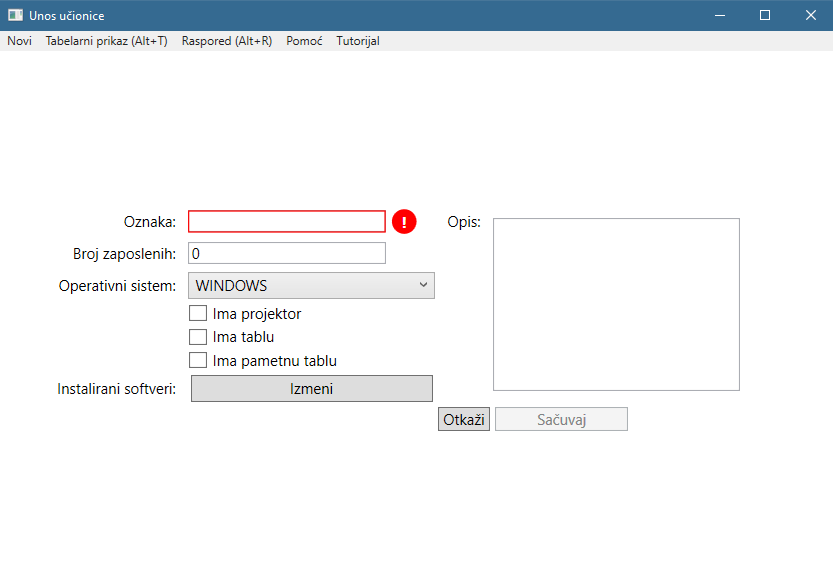 Unos učionice
Novi Tabelarni prikaz (Alt+T) Raspored (Alt+R) Pomoć Tutorijal
Oznaka: ! Opis:
Broj zaposlenih: 0
Operativni sistem: WINDOWS
Ima projektor
Ima tablu
Ima pametnu tablu
Instalirani softveri: Izmeni
Otkaži Sačuvaj